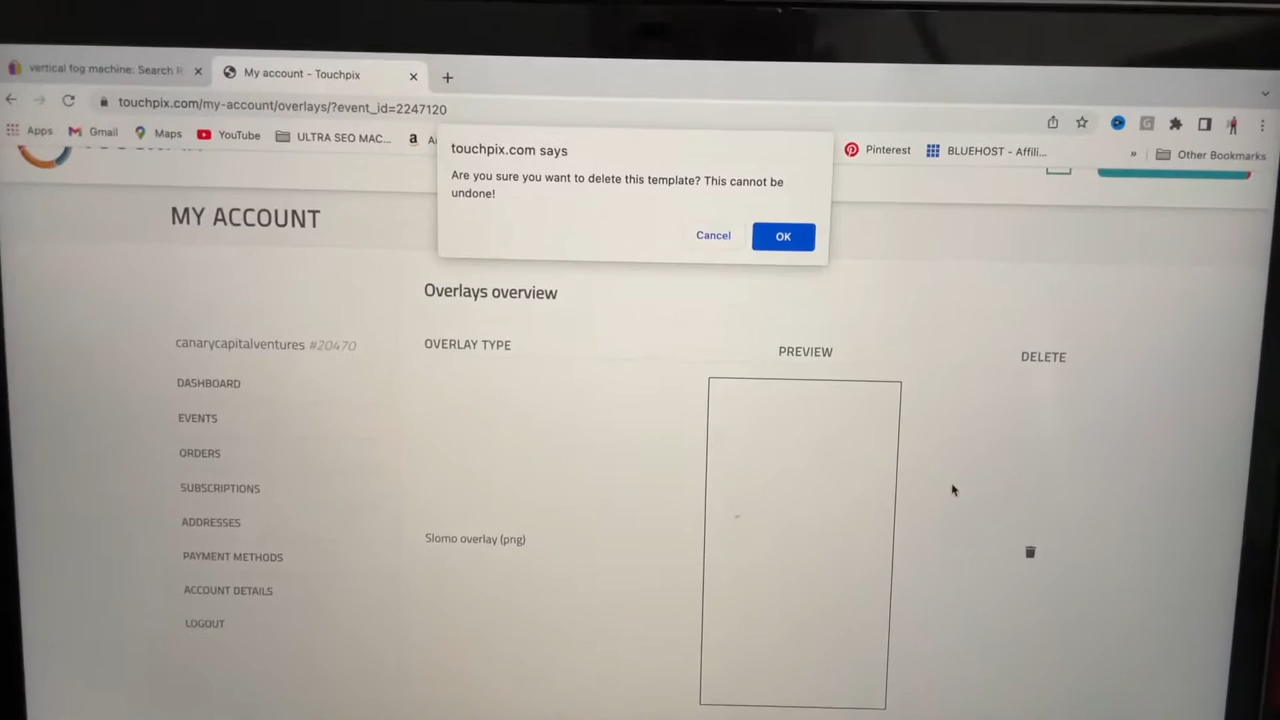 vertical fog machine: Search R
My account - Touchpix
touchpix.com/my-account/overlays/?event_id=2247120
Apps
Gmail
Maps
YouTube
ULTRA SEO MAC...
Pinterest
BLUEHOST - Affili...
»
Other Bookmarks
touchpix.com says
Are you sure you want to delete this template? This cannot be
undone!
Cancel
OK
MY ACCOUNT
Overlays overview
canarycapitalventures #20470
OVERLAY TYPE
PREVIEW
DELETE
DASHBOARD
EVENTS
ORDERS
SUBSCRIPTIONS
ADDRESSES
PAYMENT METHODS
ACCOUNT DETAILS
LOGOUT
Slomo overlay (png)